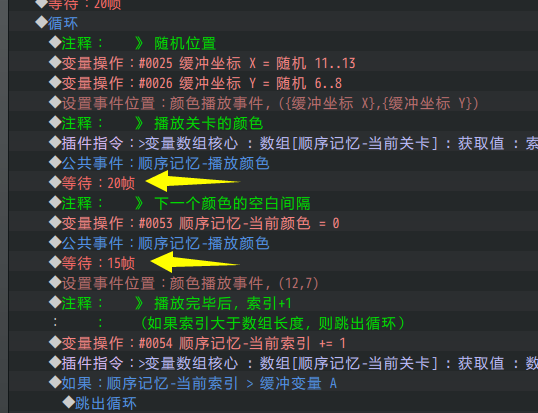 ◆等待：20帧
◆循环
◆注释：　　》 随机位置
◆变量操作：#0025 缓冲坐标 X = 随机 11..13
◆变量操作：#0026 缓冲坐标 Y = 随机 6..8
◆设置事件位置：颜色播放事件, ({缓冲坐标 X},{缓冲坐标 Y})
◆注释：　　》 播放关卡的颜色
◆插件指令：>变量数组核心 : 数组[顺序记忆-当前关卡] : 获取值 : 索
◆公共事件：顺序记忆-播放颜色
◆等待：20帧
◆注释：　　》 下一个颜色的空白间隔
◆变量操作：#0053 顺序记忆-当前颜色 = 0
◆公共事件：顺序记忆-播放颜色
◆等待：15帧
◆设置事件位置：颜色播放事件, (12,7)
◆注释：　　》 播放完毕后，索引+1
：　　：　　（如果索引大于数组长度，则跳出循环）
◆变量操作：#0054 顺序记忆-当前索引 += 1
◆插件指令：>变量数组核心 : 数组[顺序记忆-当前关卡] : 获取值 : 数
◆如果：顺序记忆-当前索引 > 缓冲变量 A
◆跳出循环